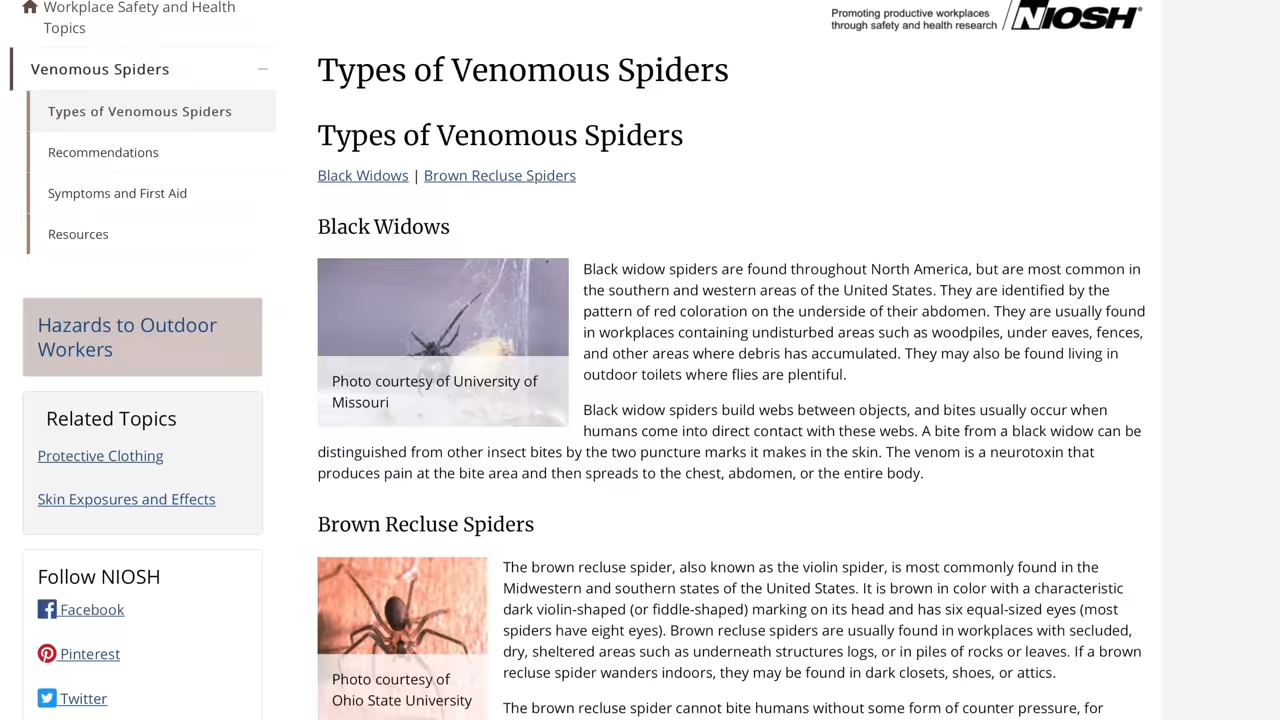 Workplace Safety and Health
Topics
Venomous Spiders
Types of Venomous Spiders
Recommendations
Symptoms and First Aid
Resources
Hazards to Outdoor
Workers
Related Topics
Protective Clothing
Skin Exposures and Effects
Follow NIOSH
Facebook
Pinterest
Twitter
Promoting productive workplaces
through safety and health research
NIOSH
Types of Venomous Spiders
Types of Venomous Spiders
Black Widows | Brown Recluse Spiders
Black Widows
Photo courtesy of University of
Missouri
Black widow spiders are found throughout North America, but are most common in
the southern and western areas of the United States. They are identified by the
pattern of red coloration on the underside of their abdomen. They are usually found
in workplaces containing undisturbed areas such as woodpiles, under eaves, fences,
and other areas where debris has accumulated. They may also be found living in
outdoor toilets where flies are plentiful.
Black widow spiders build webs between objects, and bites usually occur when
humans come into direct contact with these webs. A bite from a black widow can be
distinguished from other insect bites by the two puncture marks it makes in the skin. The venom is a neurotoxin that
produces pain at the bite area and then spreads to the chest, abdomen, or the entire body.
Brown Recluse Spiders
Photo courtesy of
Ohio State University
The brown recluse spider, also known as the violin spider, is most commonly found in the
Midwestern and southern states of the United States. It is brown in color with a characteristic
dark violin-shaped (or fiddle-shaped) marking on its head and has six equal-sized eyes (most
spiders have eight eyes). Brown recluse spiders are usually found in workplaces with secluded,
dry, sheltered areas such as underneath structures logs, or in piles of rocks or leaves. If a brown
recluse spider wanders indoors, they may be found in dark closets, shoes, or attics.
The brown recluse spider cannot bite humans without some form of counter pressure, for